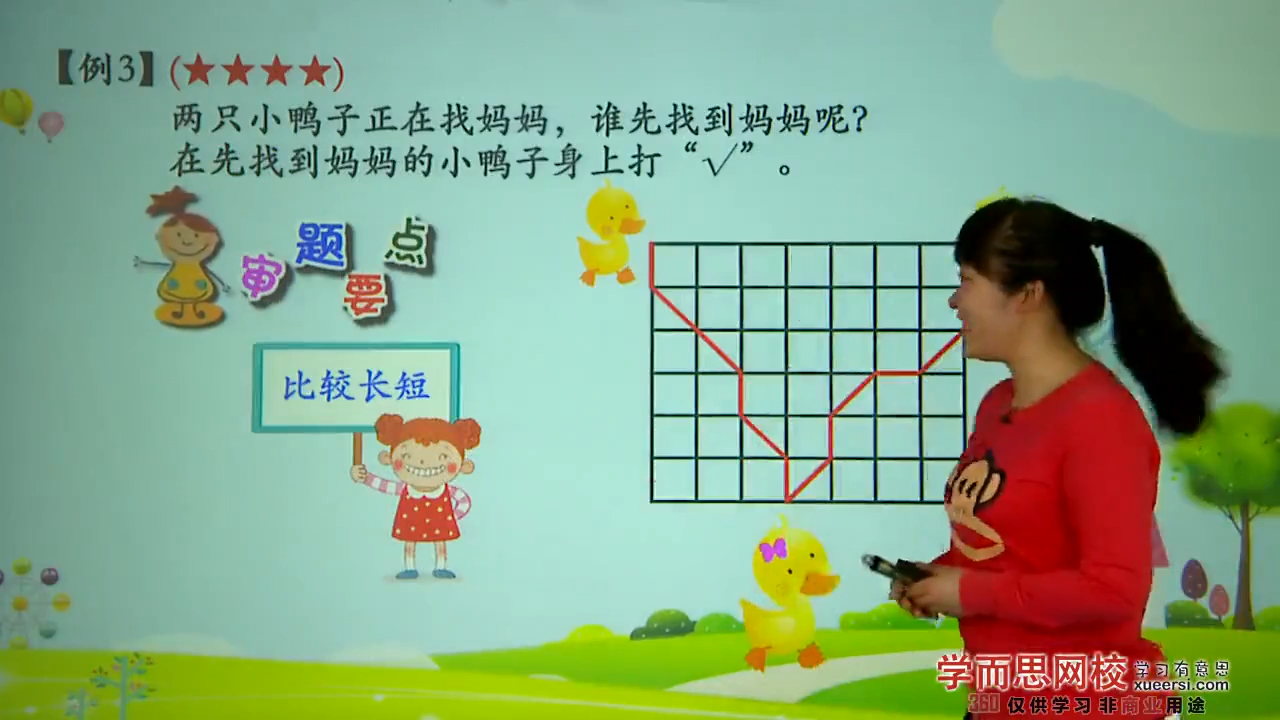 【例3】(★★★★)
两只小鸭子正在找妈妈，谁先找到妈妈呢？
在先找到妈妈的小鸭子身上打“√”。
审题要点
比较长短
学而思网校 学习有意思
xueersi.com
360 仅供学习 非商业用途